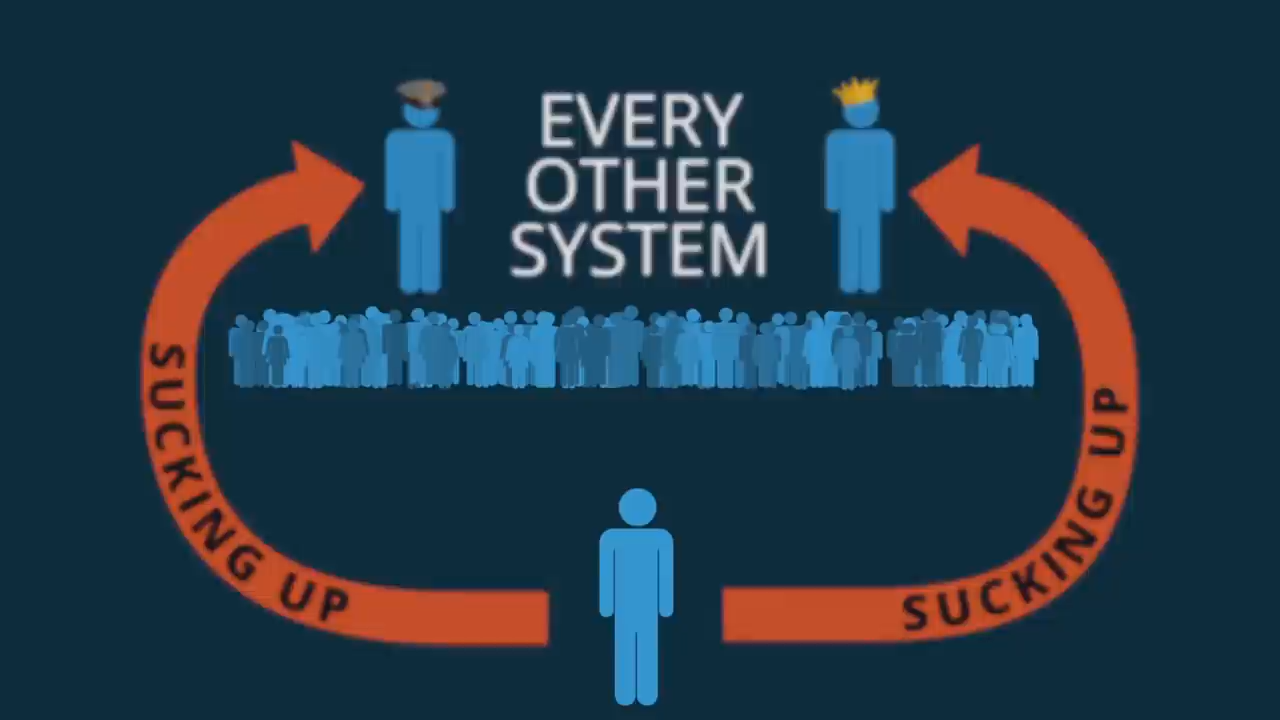 EVERY
OTHER
SYSTEM
SUCKING UP
SUCKING UP